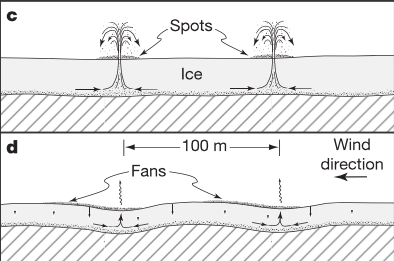 c
Spots
Ice
d
100 m
Wind
direction
Fans